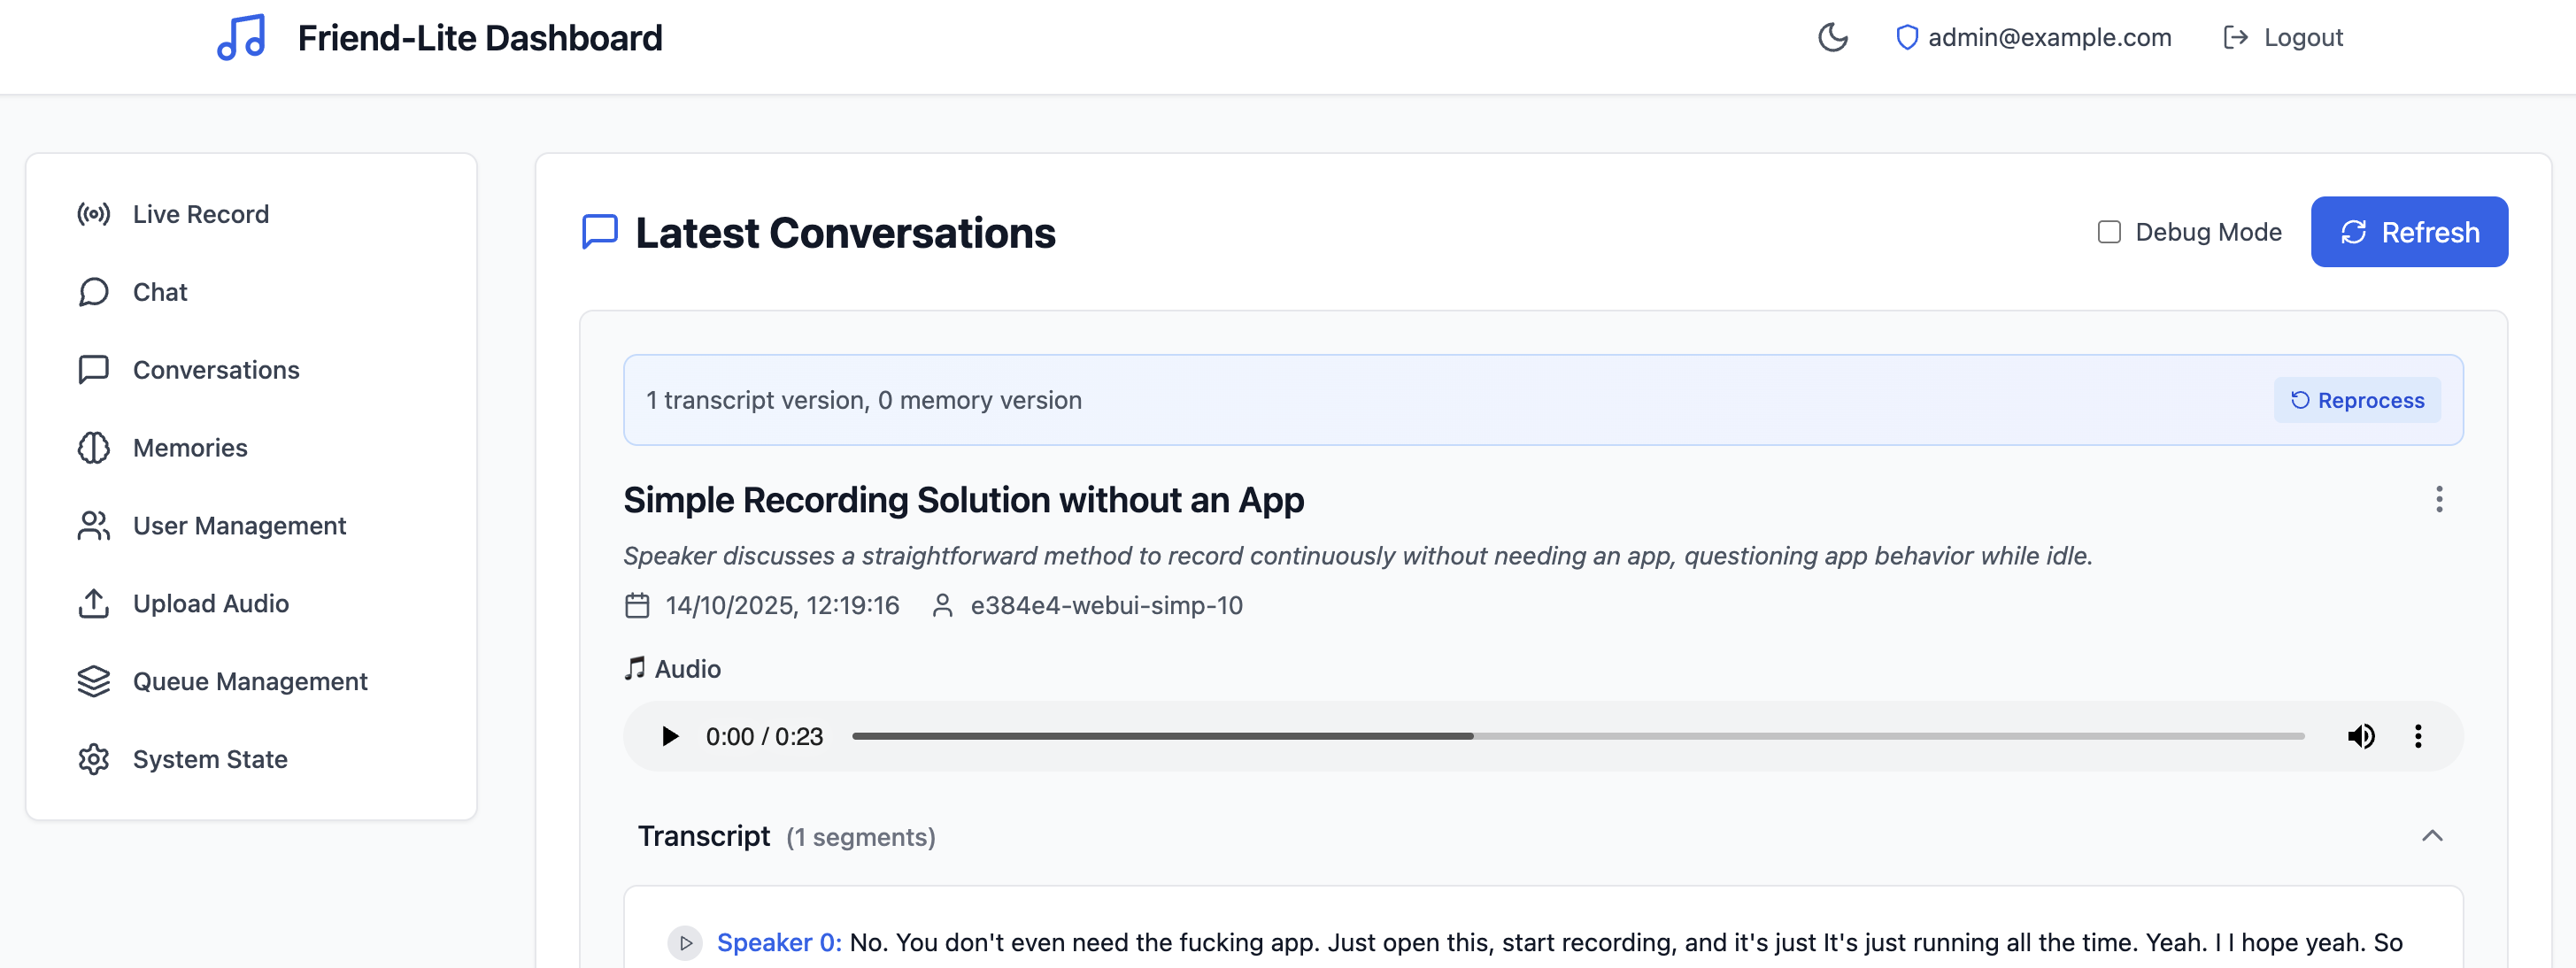 Friend-Lite Dashboard
admin@example.com
Logout
Live Record
Chat
Conversations
Memories
User Management
Upload Audio
Queue Management
System State
Latest Conversations
Debug Mode
Refresh
1 transcript version, 0 memory version
Reprocess
Simple Recording Solution without an App
Speaker discusses a straightforward method to record continuously without needing an app, questioning app behavior while idle.
14/10/2025, 12:19:16 e384e4-webui-simp-10
Audio
0:00 / 0:23
Transcript (1 segments)
Speaker 0: No. You don't even need the fucking app. Just open this, start recording, and it's just It's just running all the time. Yeah. I I hope yeah. So